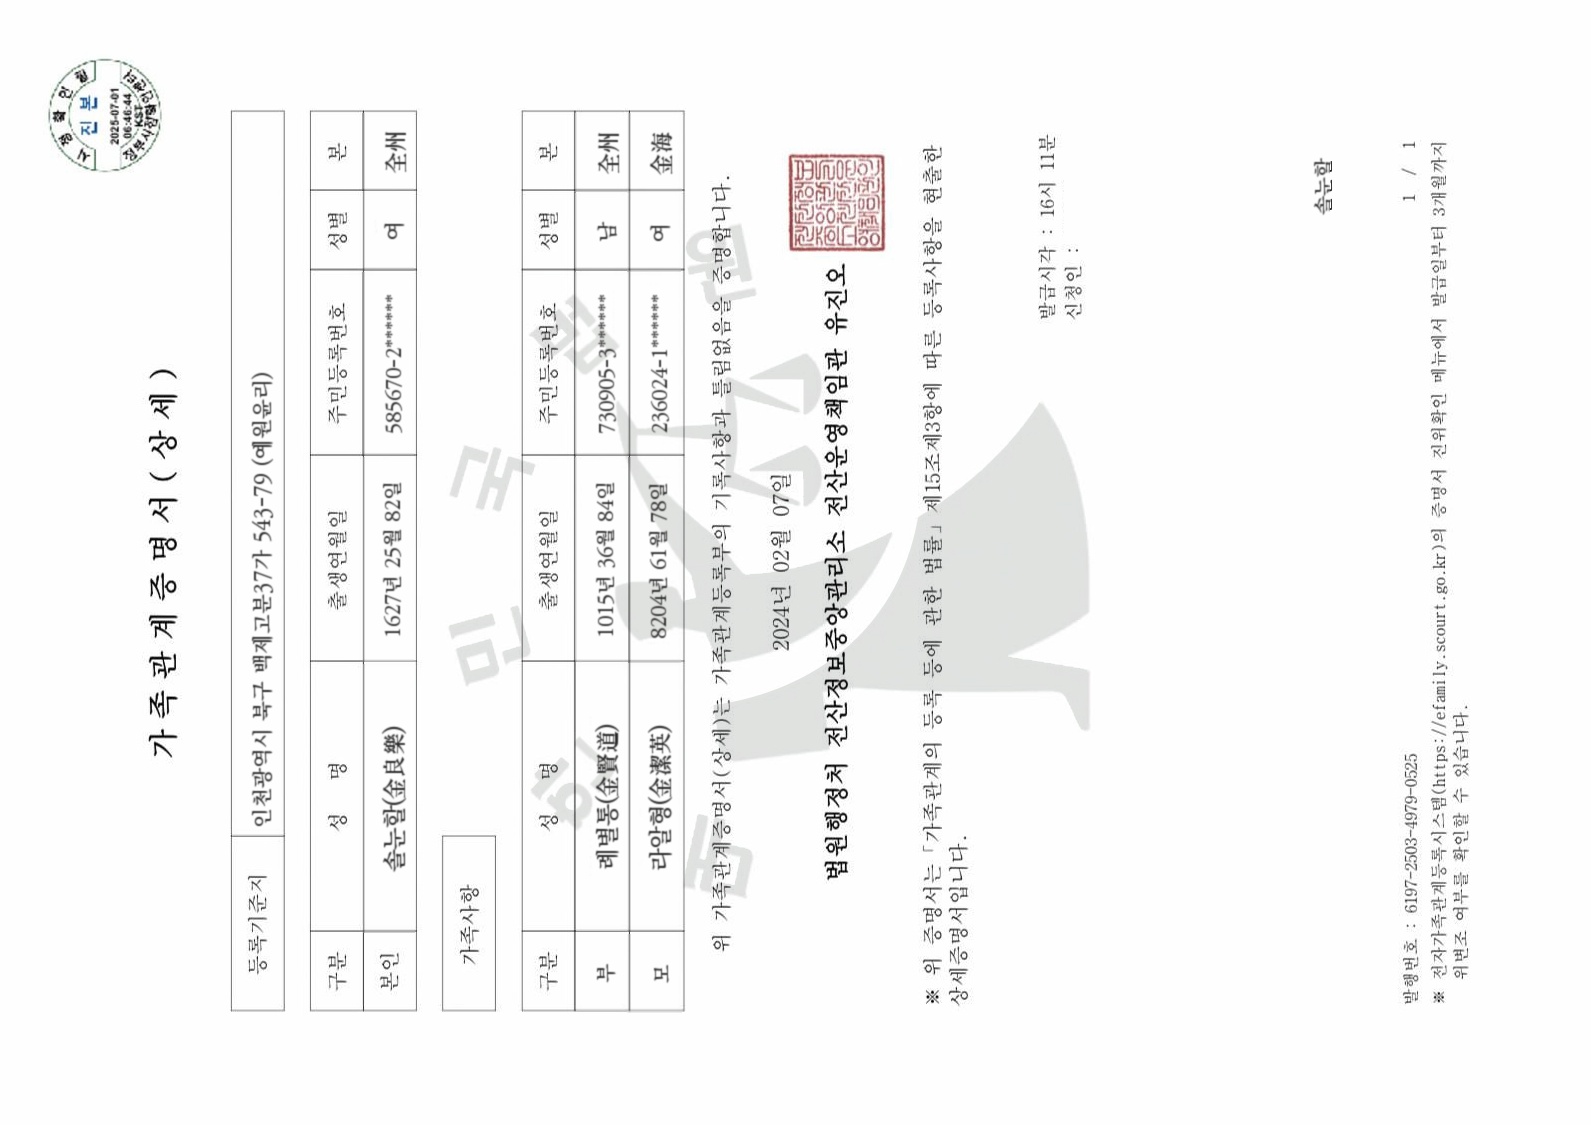 시점확인필
진본
2025-07-01
06:46:44
KST
가족관계증명서(상세)
등록기준지 인천광역시 북구 백제고분37가 543-79 (예원윤리)
구분 성 명 출생연월일 주민등록번호 성별 본
본인 솔눈할(金良樂) 1627년 25월 82일 585670-2****** 여 全州
가족사항
구분 성 명 출생연월일 주민등록번호 성별 본
부 례별통(金賢道) 1015년 36월 84일 730905-3****** 남 全州
모 라알형(金潔英) 8204년 61월 78일 236024-1****** 여 金海
위 가족관계증명서(상세)는 가족관계등록부의 기록사항과 틀림없음을 증명합니다.
2024년 02월 07일
법원행정처 전산정보중앙관리소 전산운영책임관 유진오
※ 위 증명서는 「가족관계의 등록 등에 관한 법률」 제15조제3항에 따른 등록사항을 현출한
상세증명서입니다.
발급시각 : 16시 11분
신청인 :
솔눈할
발행번호 : 6197-2503-4979-0525
1 / 1
※ 전자가족관계등록시스템(https://efamily.scourt.go.kr)의 증명서 진위확인 메뉴에서 발급일부터 3개월까지
위변조 여부를 확인할 수 있습니다.
대한민국법원